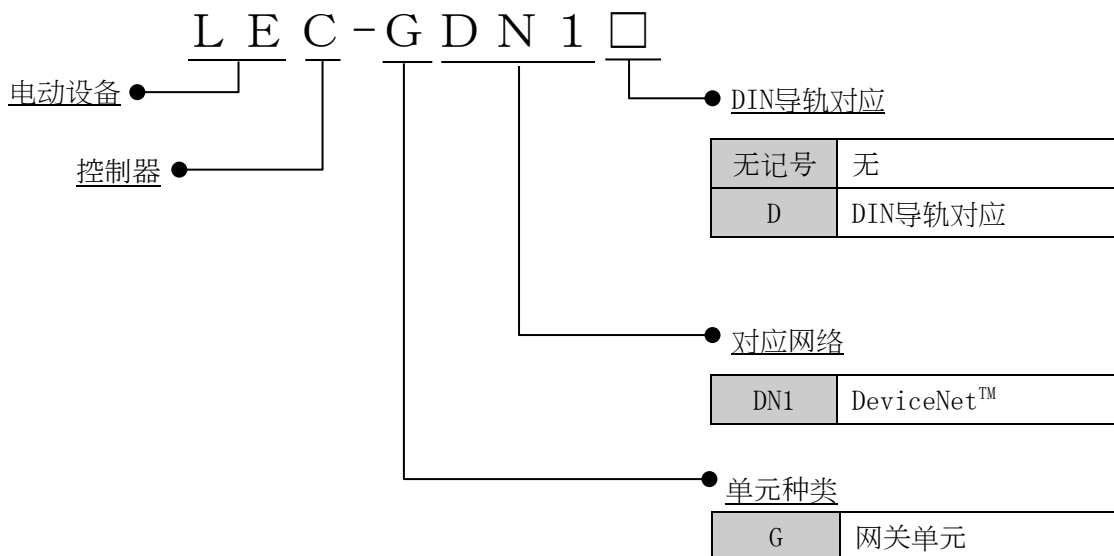 LEC-GDN1□
电动设备
DIN导轨对应
控制器
无记号 无
D DIN导轨对应
对应网络
DN1 DeviceNet™
单元种类
G 网关单元